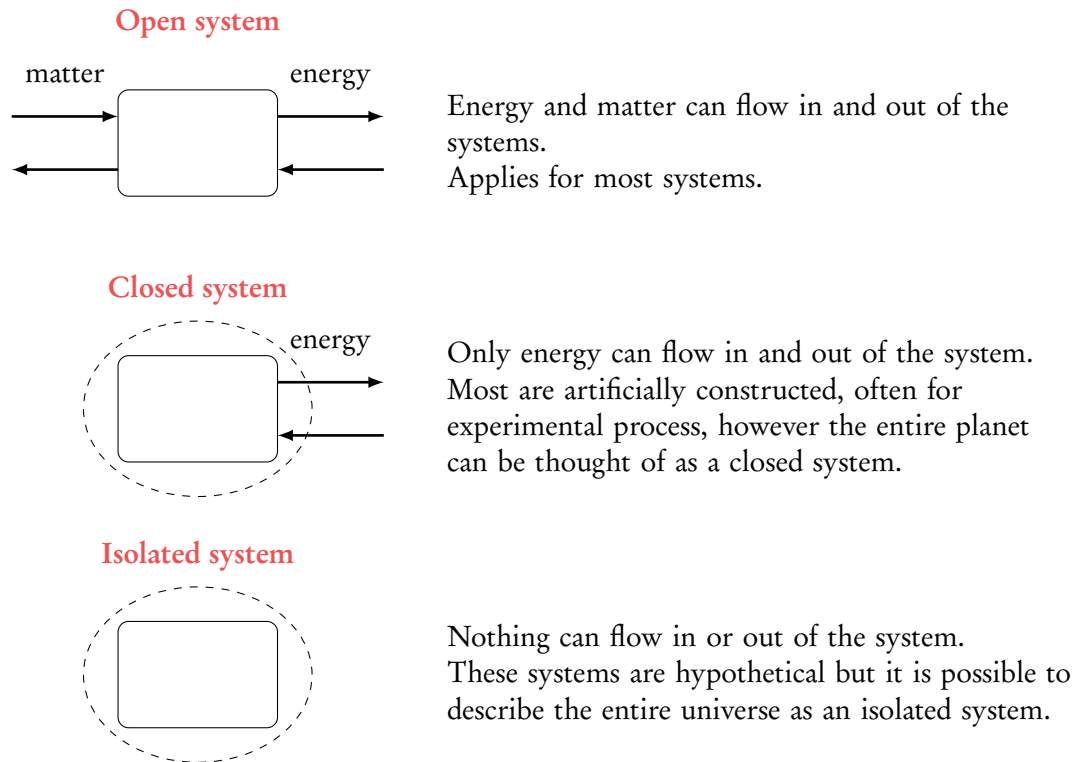 Open system
matter
energy
Energy and matter can flow in and out of the
systems.
Applies for most systems.
Closed system
energy
Only energy can flow in and out of the system.
Most are artificially constructed, often for
experimental process, however the entire planet
can be thought of as a closed system.
Isolated system
Nothing can flow in or out of the system.
These systems are hypothetical but it is possible to
describe the entire universe as an isolated system.